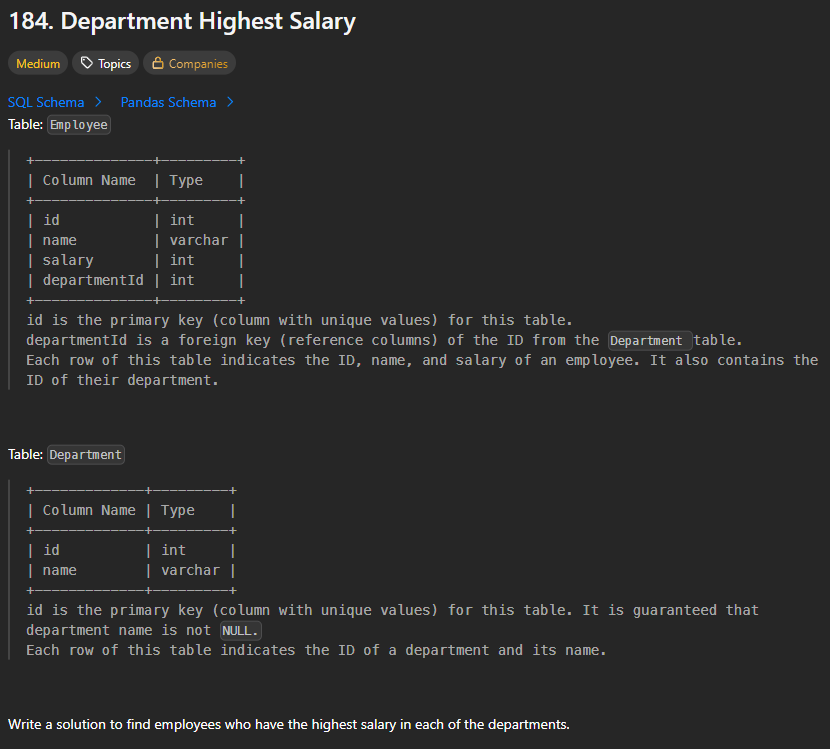 184. Department Highest Salary
Medium Topics Companies
SQL Schema > Pandas Schema >
Table: Employee
+--------------+---------+
| Column Name  | Type    |
+--------------+---------+
| id           | int     |
| name         | varchar |
| salary       | int     |
| departmentId | int     |
+--------------+---------+
id is the primary key (column with unique values) for this table.
departmentId is a foreign key (reference columns) of the ID from the Department table.
Each row of this table indicates the ID, name, and salary of an employee. It also contains the
ID of their department.
Table: Department
+-------------+---------+
| Column Name | Type    |
+-------------+---------+
| id          | int     |
| name        | varchar |
+-------------+---------+
id is the primary key (column with unique values) for this table. It is guaranteed that
department name is not NULL.
Each row of this table indicates the ID of a department and its name.
Write a solution to find employees who have the highest salary in each of the departments.